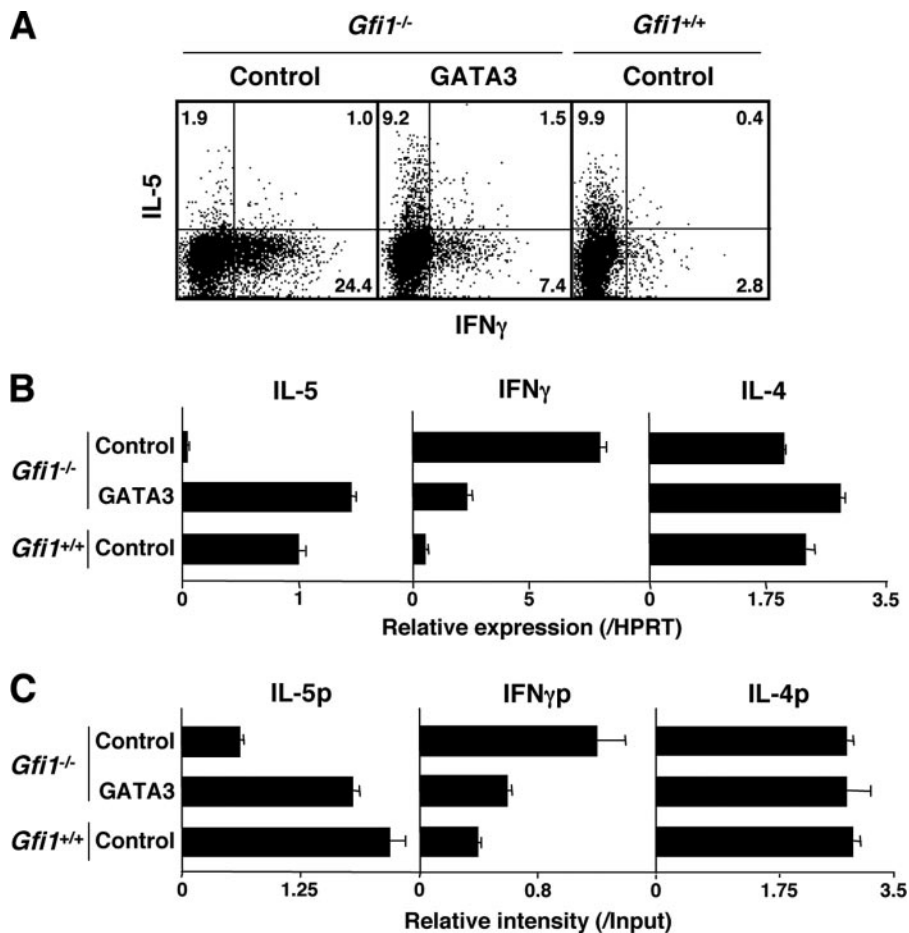 A
Gfi1-/- Gfi1+/+
Control GATA3 Control
1.9 1.0 9.2 1.5 9.9 0.4
IL-5
24.4 7.4 2.8
IFNγ
B
IL-5 IFNγ IL-4
Gfi1-/- Control
GATA3
Gfi1+/+ Control
0 1 0 5 0 1.75 3.5
Relative expression (/HPRT)
C
IL-5p IFNγp IL-4p
Gfi1-/- Control
GATA3
Gfi1+/+ Control
0 1.25 0 0.8 0 1.75 3.5
Relative intensity (/Input)